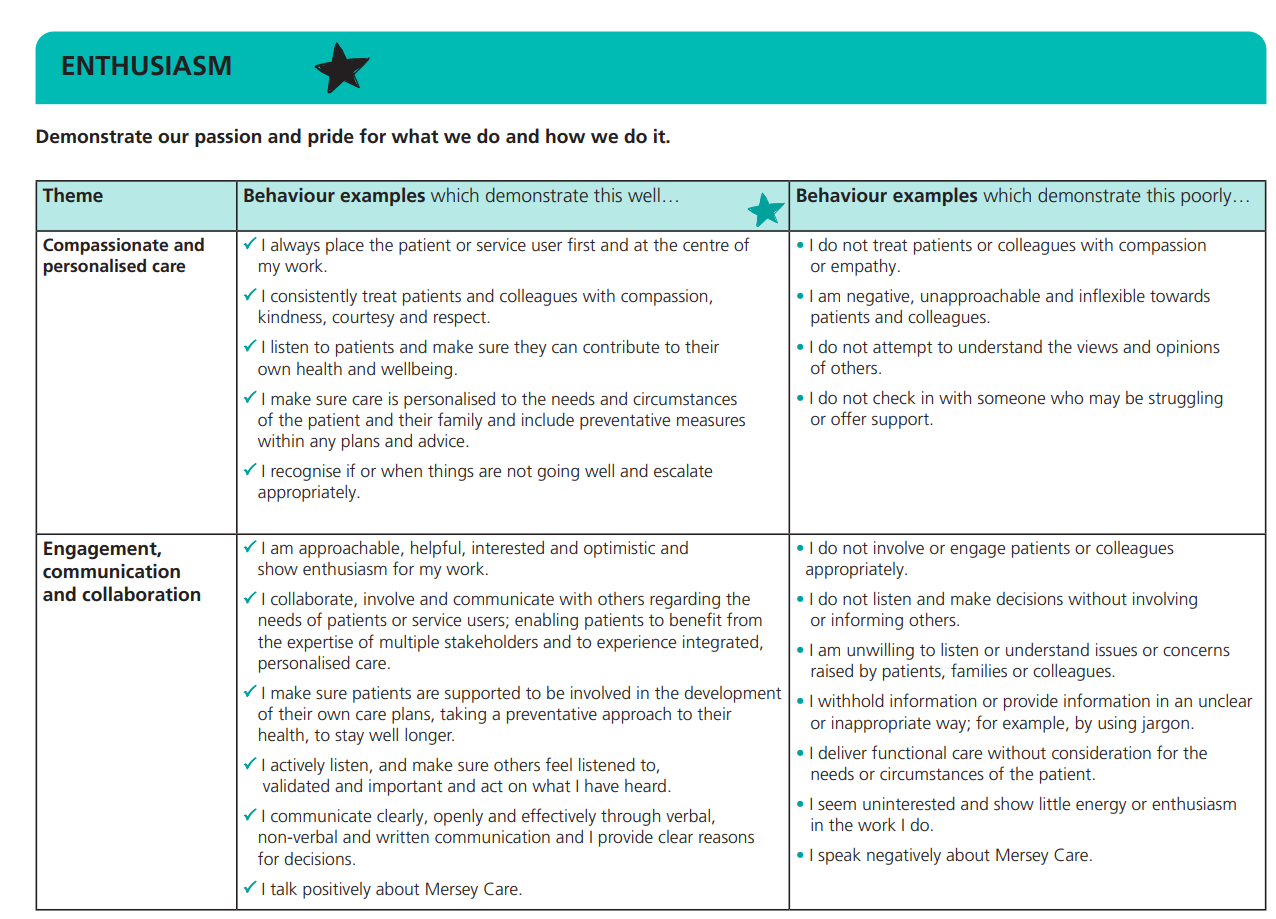 ENTHUSIASM
Demonstrate our passion and pride for what we do and how we do it.
Theme
Behaviour examples which demonstrate this well…
Behaviour examples which demonstrate this poorly…
Compassionate and
personalised care
✓ I always place the patient or service user first and at the centre of
my work.
✓ I consistently treat patients and colleagues with compassion,
kindness, courtesy and respect.
✓ I listen to patients and make sure they can contribute to their
own health and wellbeing.
✓ I make sure care is personalised to the needs and circumstances
of the patient and their family and include preventative measures
within any plans and advice.
✓ I recognise if or when things are not going well and escalate
appropriately.
• I do not treat patients or colleagues with compassion
or empathy.
• I am negative, unapproachable and inflexible towards
patients and colleagues.
• I do not attempt to understand the views and opinions
of others.
• I do not check in with someone who may be struggling
or offer support.
Engagement,
communication
and collaboration
✓ I am approachable, helpful, interested and optimistic and
show enthusiasm for my work.
✓ I collaborate, involve and communicate with others regarding the
needs of patients or service users; enabling patients to benefit from
the expertise of multiple stakeholders and to experience integrated,
personalised care.
✓ I make sure patients are supported to be involved in the development
of their own care plans, taking a preventative approach to their
health, to stay well longer.
✓ I actively listen, and make sure others feel listened to,
validated and important and act on what I have heard.
✓ I communicate clearly, openly and effectively through verbal,
non-verbal and written communication and I provide clear reasons
for decisions.
✓ I talk positively about Mersey Care.
• I do not involve or engage patients or colleagues
appropriately.
• I do not listen and make decisions without involving
or informing others.
• I am unwilling to listen or understand issues or concerns
raised by patients, families or colleagues.
• I withhold information or provide information in an unclear
or inappropriate way; for example, by using jargon.
• I deliver functional care without consideration for the
needs or circumstances of the patient.
• I seem uninterested and show little energy or enthusiasm
in the work I do.
• I speak negatively about Mersey Care.